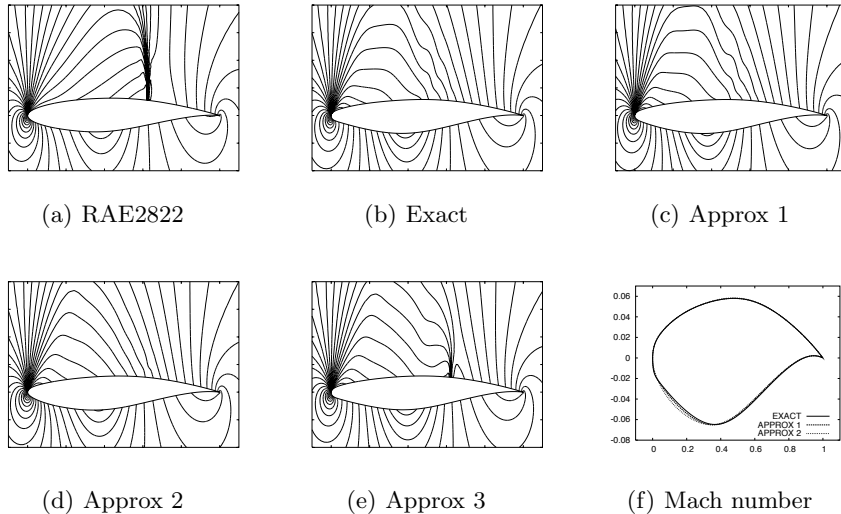 (a) RAE2822
(b) Exact
(c) Approx 1
0.06
0.04
0.02
0
-0.02
-0.04
-0.06
-0.08
EXACT
APPROX 1
APPROX 2
0 0.2 0.4 0.6 0.8 1
(d) Approx 2
(e) Approx 3
(f) Mach number